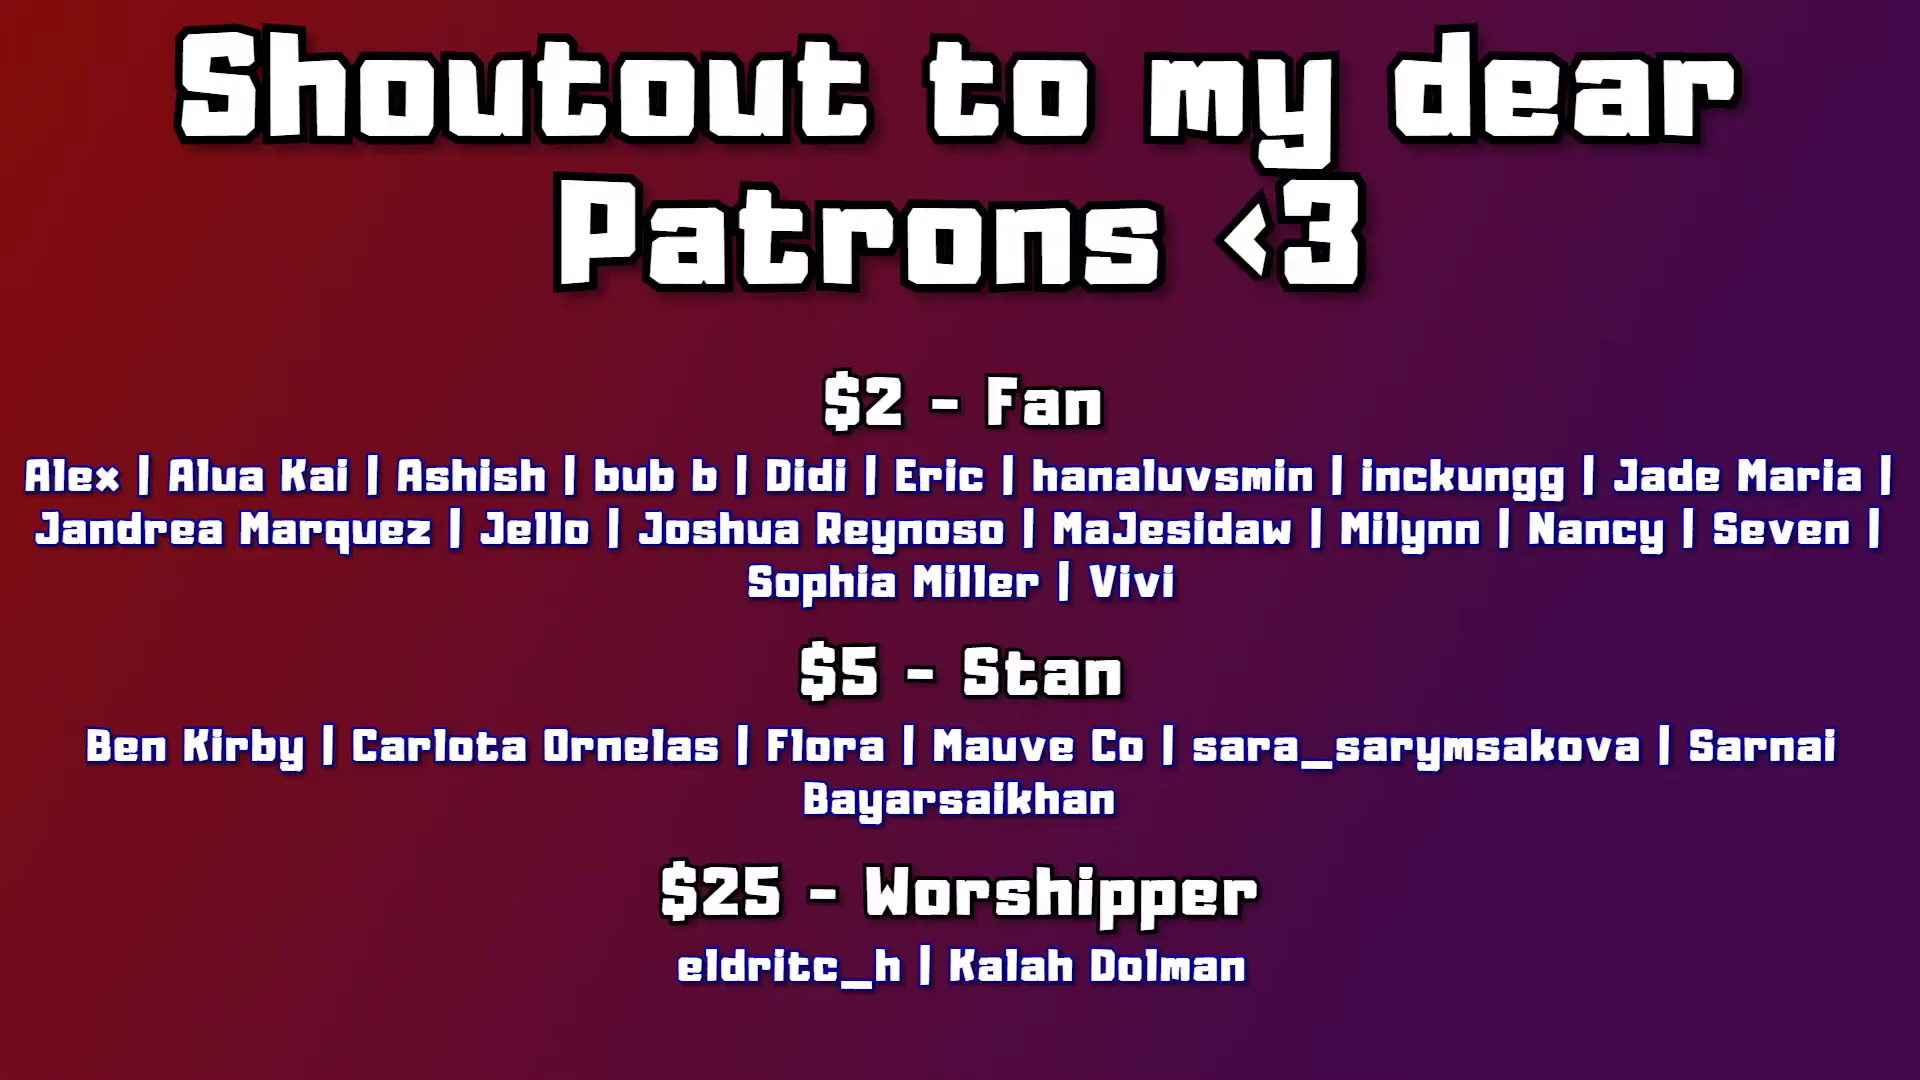 Shoutout to my dear
Patrons <3
$2 - Fan
Alex | Alua Kai | Ashish | bub b | Didi | Eric | hanaluvsmin | inckungg | Jade Maria |
Jandrea Marquez | Jello | Joshua Reynoso | MaJesidaw | Milynn | Nancy | Seven |
Sophia Miller | Vivi
$5 - Stan
Ben Kirby | Carlota Ornelas | Flora | Mauve Co | sara_sarymsakova | Sarnai
Bayarsaikhan
$25 - Worshipper
eldritc_h | Kalah Dolman